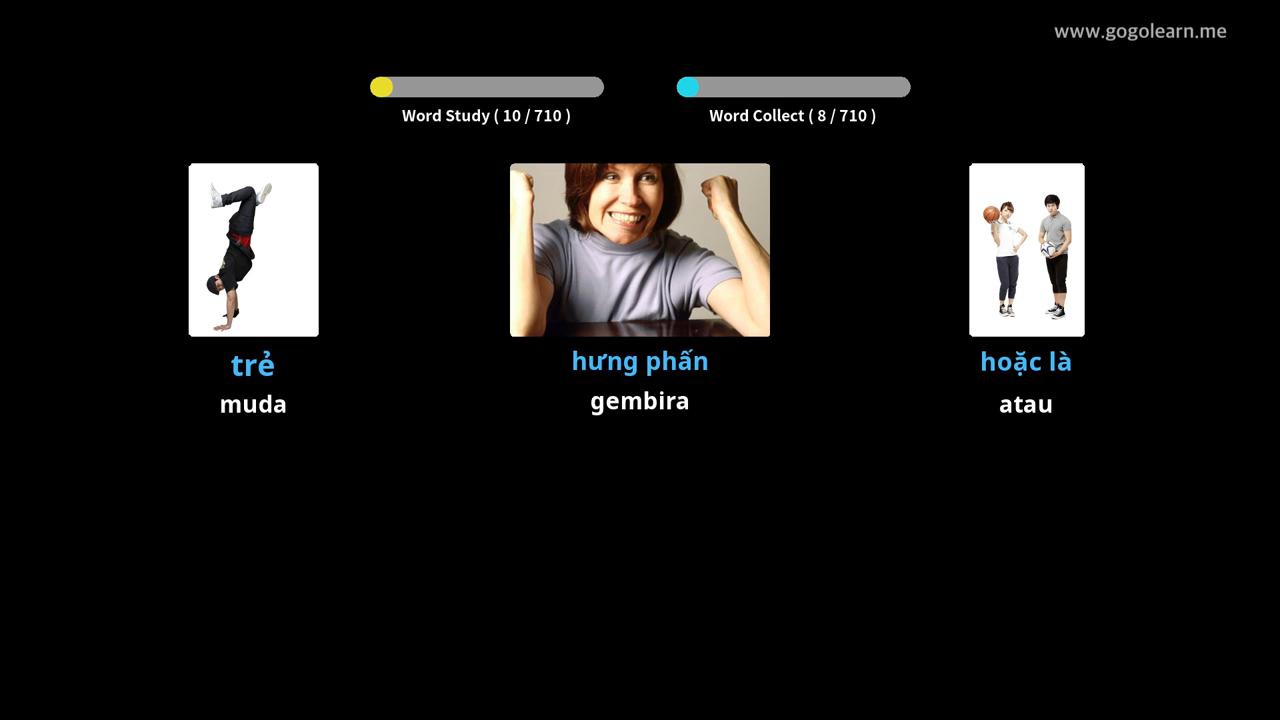 www.gogolearn.me
Word Study ( 10 / 710 )
Word Collect ( 8 / 710 )
trẻ
muda
hưng phấn
gembira
hoặc là
atau